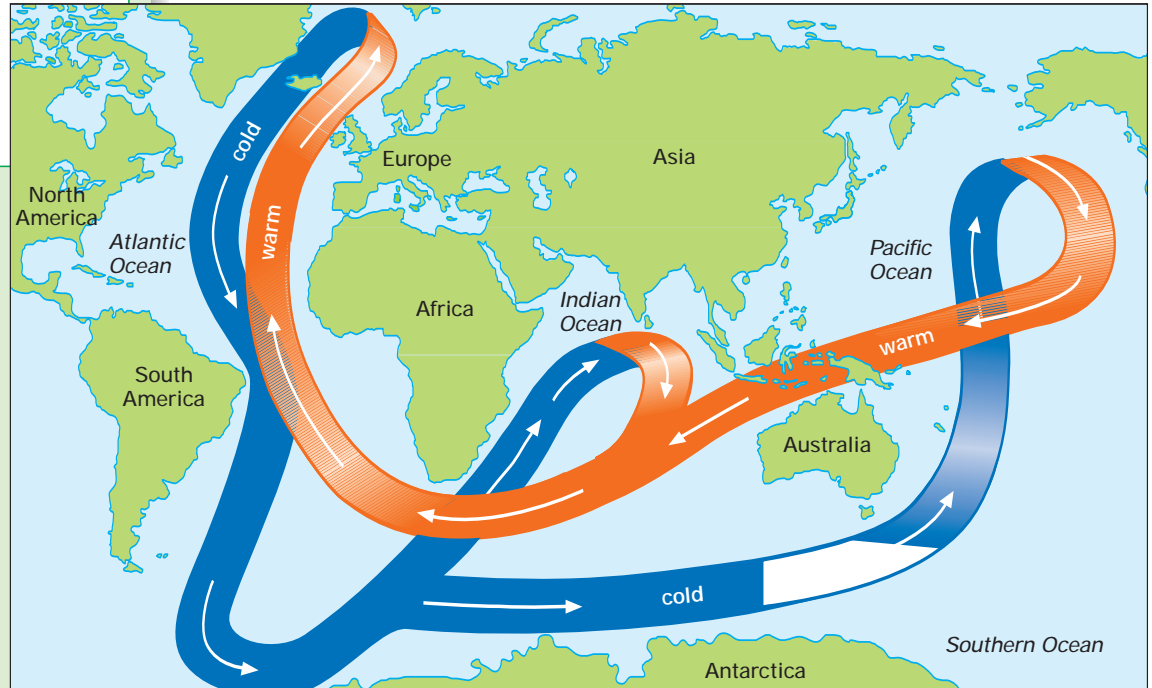 cold
Europe
Asia
North
America
warm
Atlantic
Ocean
Pacific
Ocean
Africa
Indian
Ocean
warm
South
America
Australia
cold
Southern Ocean
Antarctica